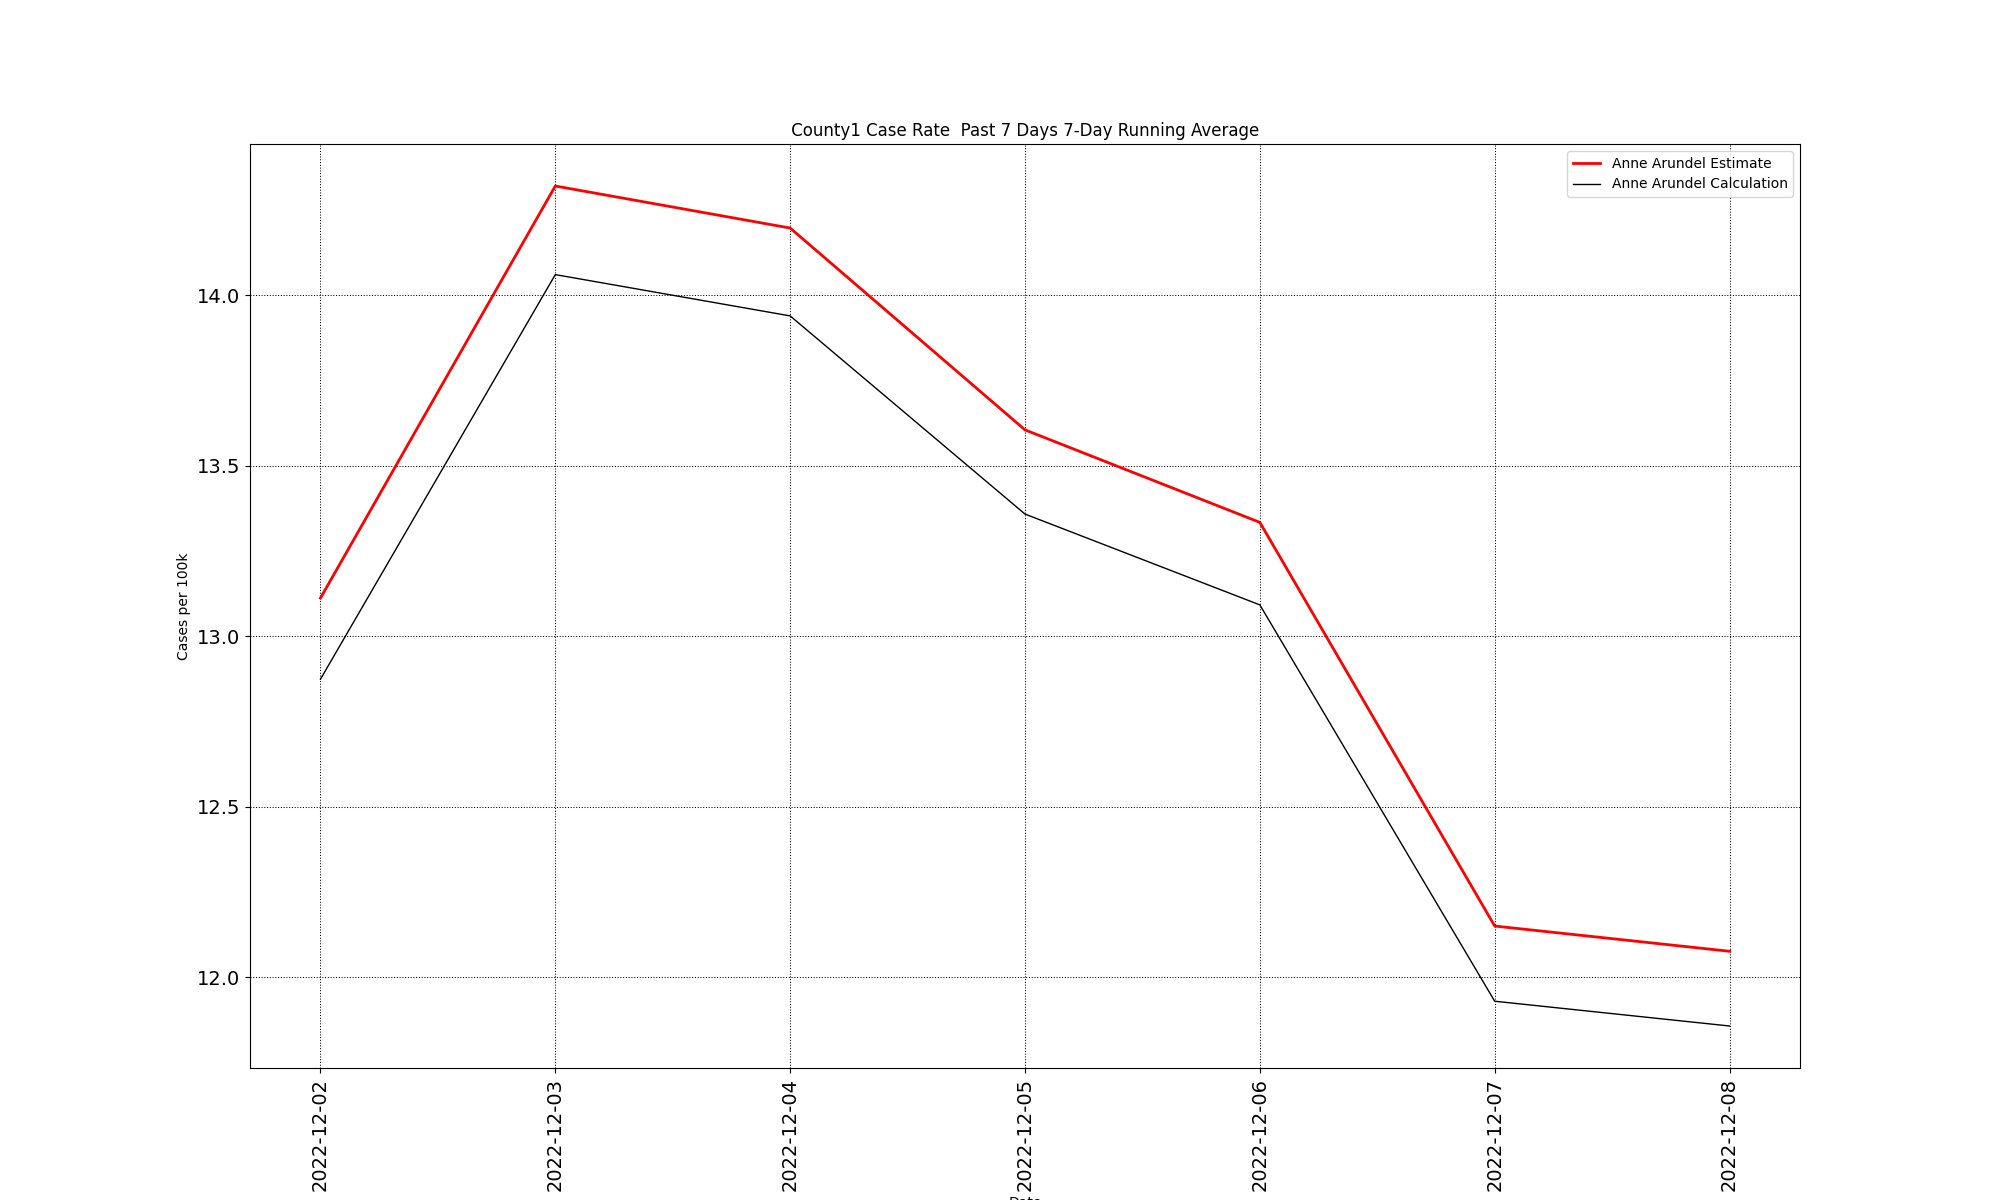 County1 Case Rate  Past 7 Days 7-Day Running Average
Anne Arundel Estimate
Anne Arundel Calculation
14.0
13.5
13.0
12.5
12.0
Cases per 100k
2022-12-02
2022-12-03
2022-12-04
2022-12-05
2022-12-06
2022-12-07
2022-12-08
Date